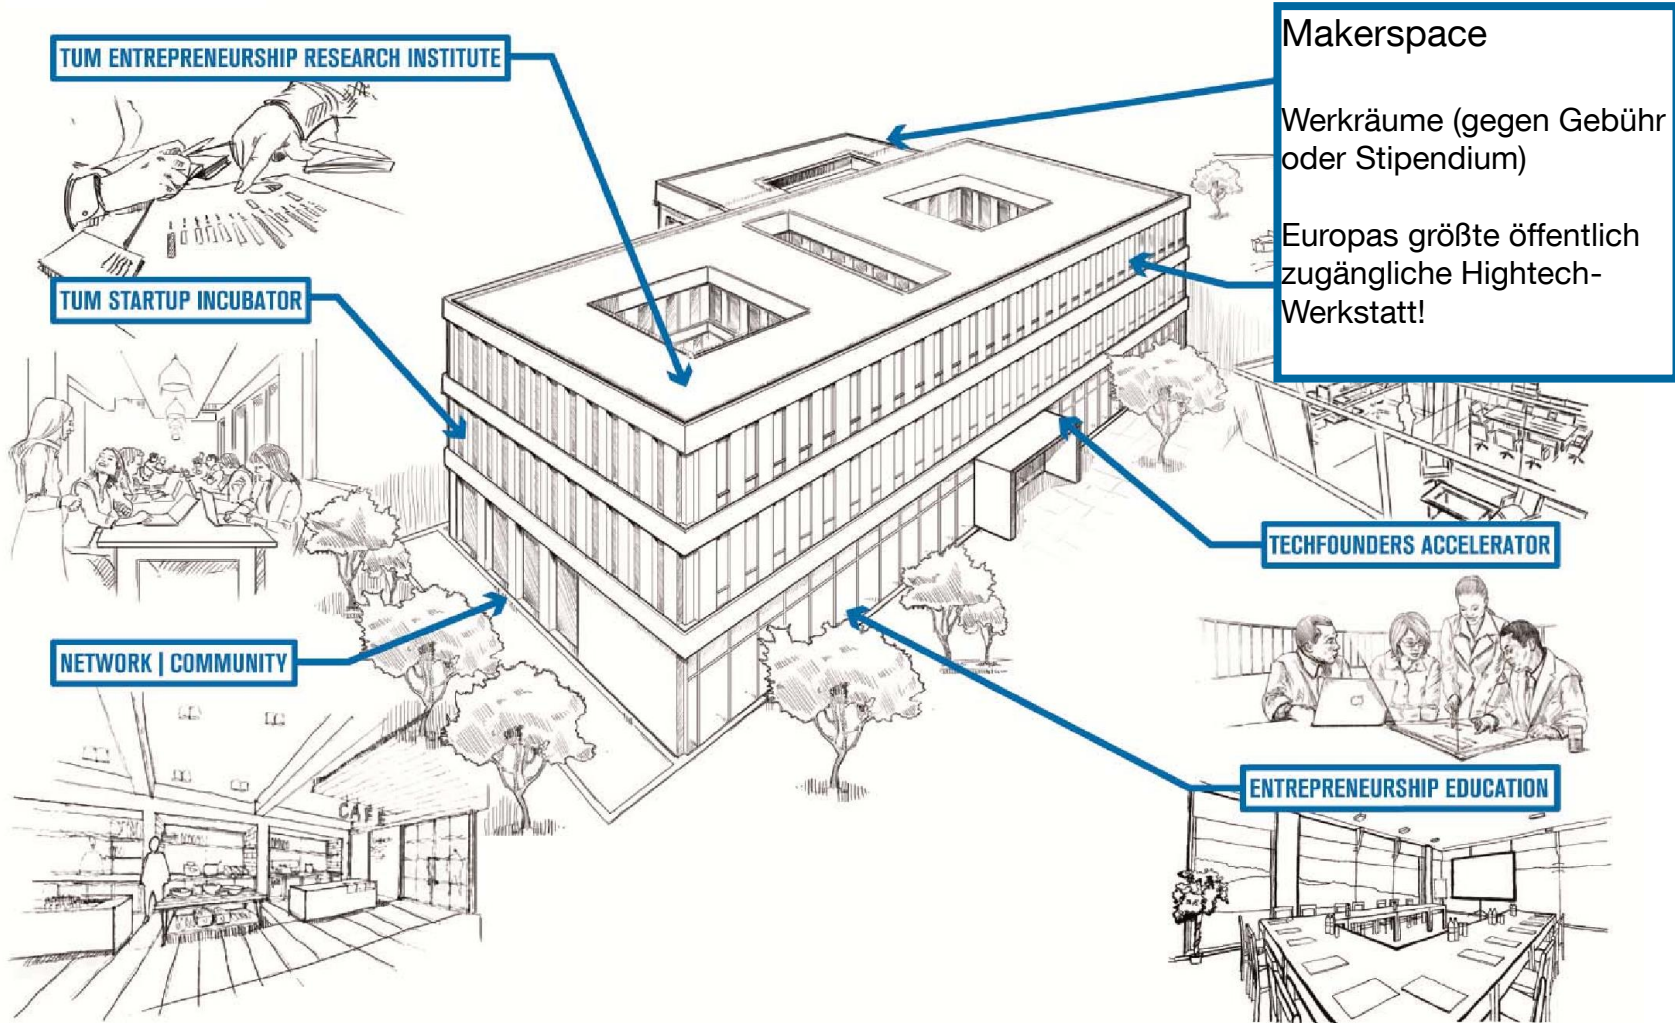 TUM ENTREPRENEURSHIP RESEARCH INSTITUTE
Makerspace
Werkräume (gegen Gebühr
oder Stipendium)
Europas größte öffentlich
zugängliche Hightech-
Werkstatt!
TUM STARTUP INCUBATOR
TECHFOUNDERS ACCELERATOR
NETWORK | COMMUNITY
ENTREPRENEURSHIP EDUCATION
CAFE